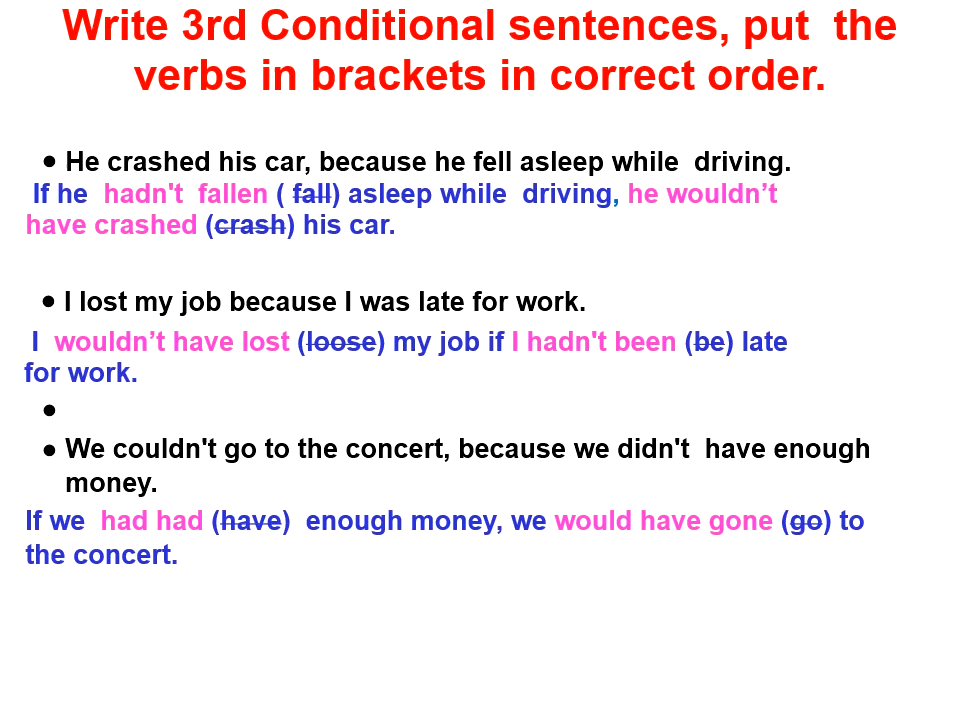 Write 3rd Conditional sentences, put the
verbs in brackets in correct order.
● He crashed his car, because he fell asleep while driving.
If he hadn't fallen ( fall) asleep while driving, he wouldn’t
have crashed (crash) his car.
● I lost my job because I was late for work.
I wouldn’t have lost (loose) my job if I hadn't been (be) late
for work.
●
● We couldn't go to the concert, because we didn't have enough
money.
If we had had (have) enough money, we would have gone (go) to
the concert.